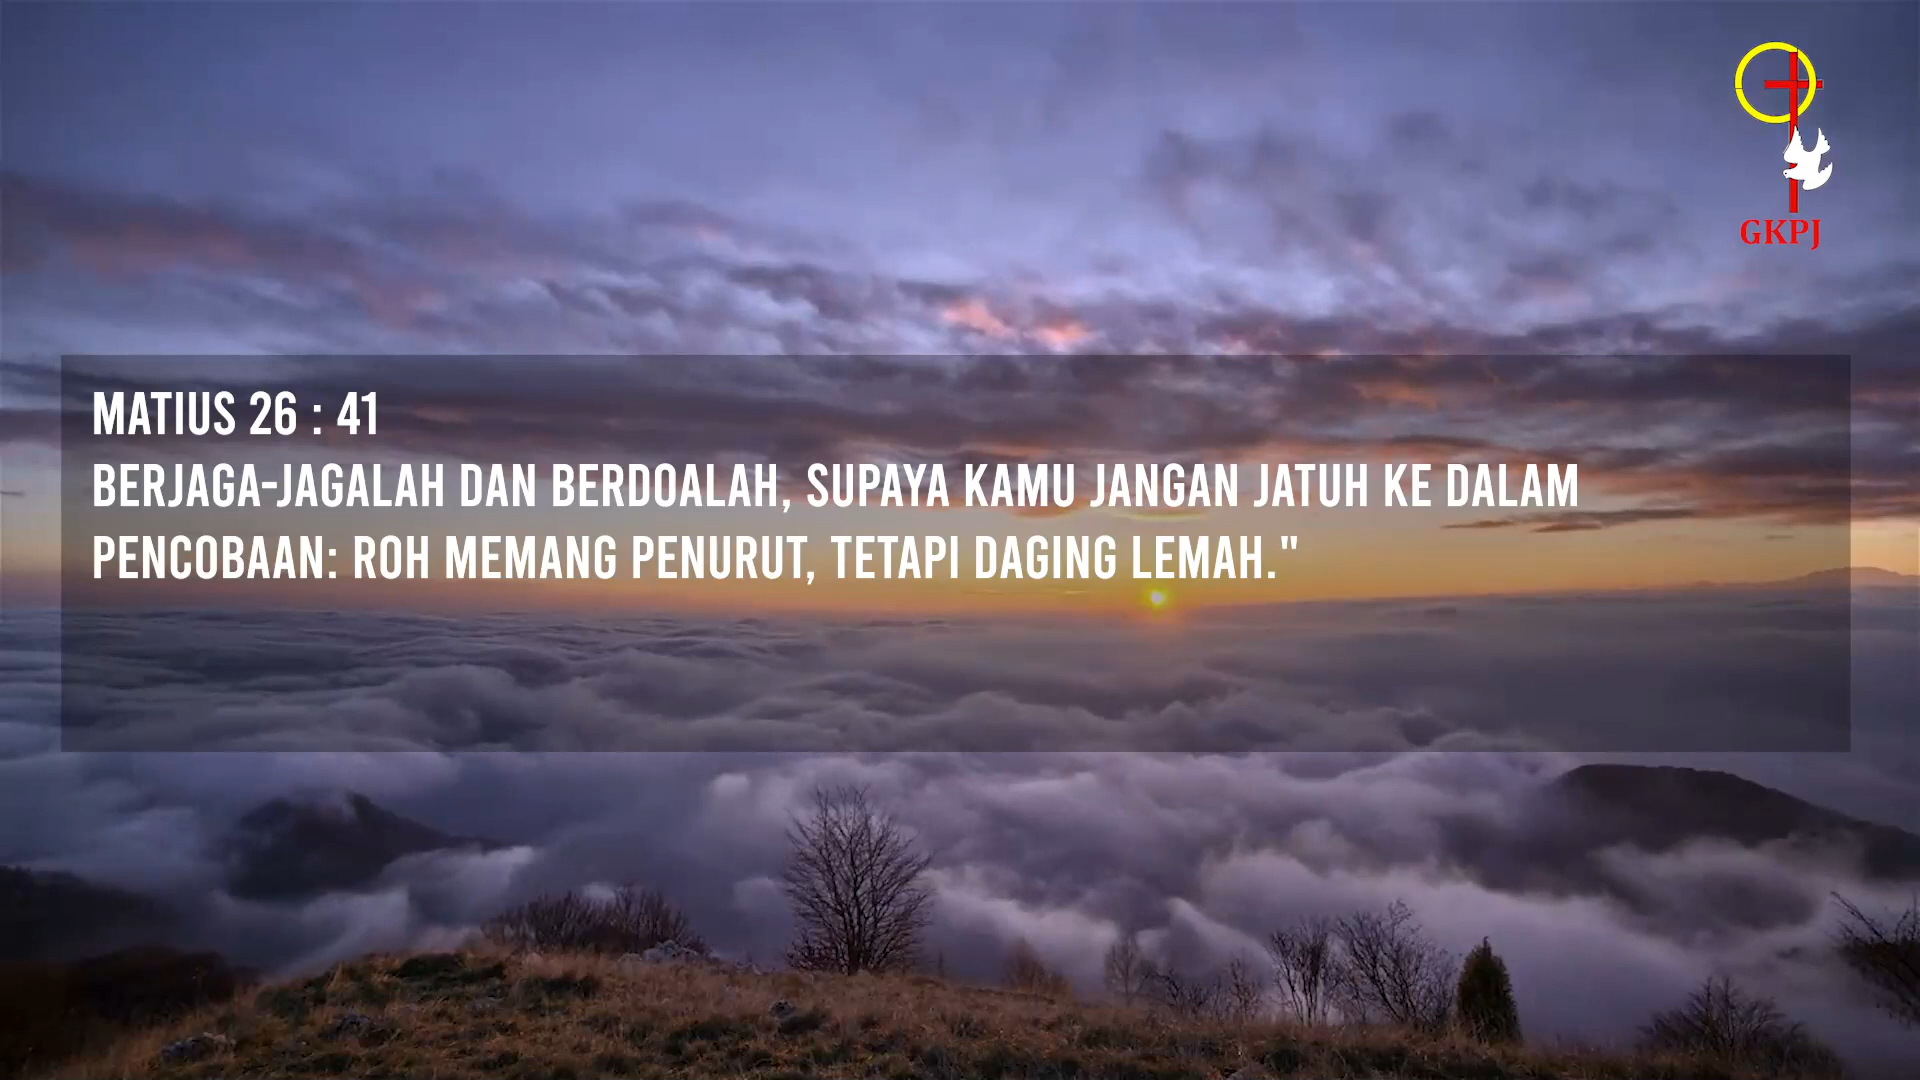 GKPJ
MATIUS 26 : 41
BERJAGA-JAGALAH DAN BERDOALAH, SUPAYA KAMU JANGAN JATUH KE DALAM
PENCOBAAN: ROH MEMANG PENURUT, TETAPI DAGING LEMAH."